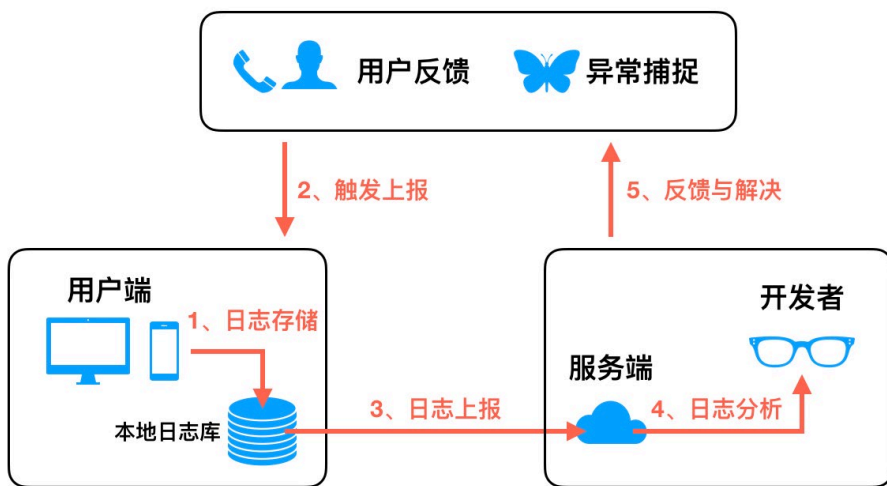 用户反馈
异常捕捉
2、触发上报
5、反馈与解决
用户端
1、日志存储
本地日志库
3、日志上报
开发者
服务端
4、日志分析